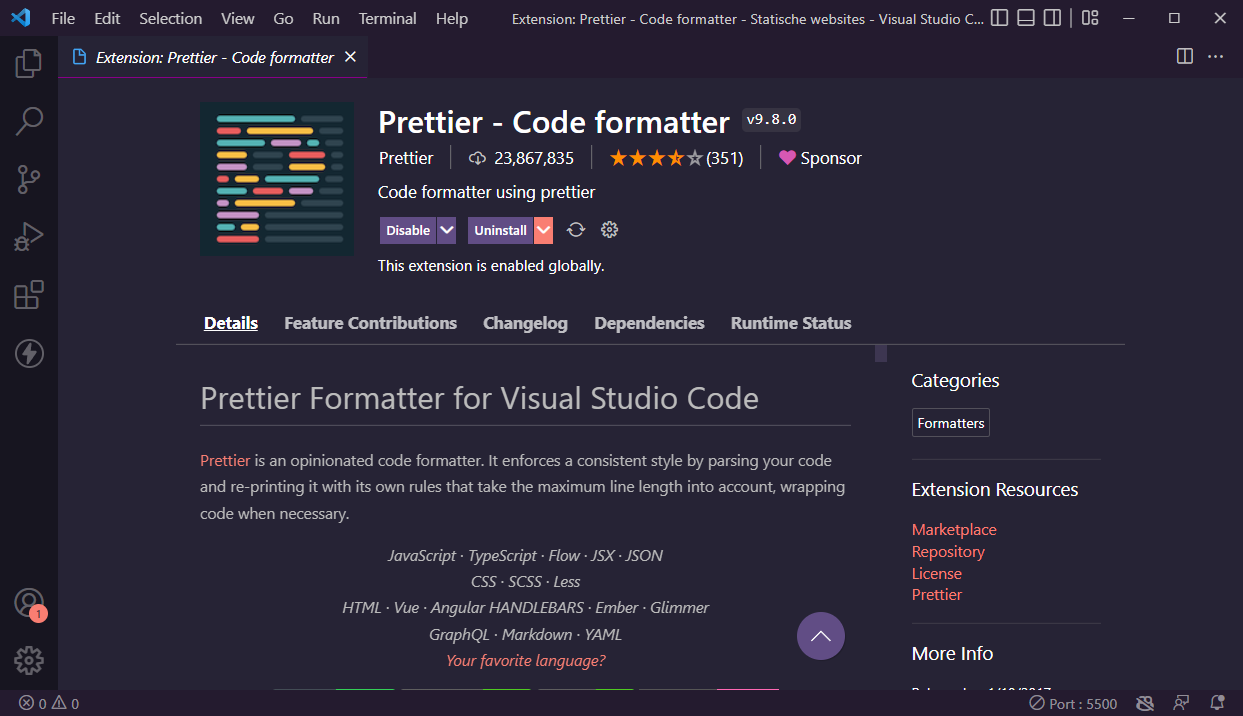 File Edit Selection View Go Run Terminal Help Extension: Prettier - Code formatter - Statische websites - Visual Studio C...
Extension: Prettier - Code formatter
Prettier - Code formatter v9.8.0
Prettier 23,867,835 (351) Sponsor
Code formatter using prettier
Disable Uninstall
This extension is enabled globally.
Details Feature Contributions Changelog Dependencies Runtime Status
Prettier Formatter for Visual Studio Code
Prettier is an opinionated code formatter. It enforces a consistent style by parsing your code
and re-printing it with its own rules that take the maximum line length into account, wrapping
code when necessary.
JavaScript · TypeScript · Flow · JSX · JSON
CSS · SCSS · Less
HTML · Vue · Angular HANDLEBARS · Ember · Glimmer
GraphQL · Markdown · YAML
Your favorite language?
Categories
Formatters
Extension Resources
Marketplace
Repository
License
Prettier
More Info
1
0 0 Port : 5500